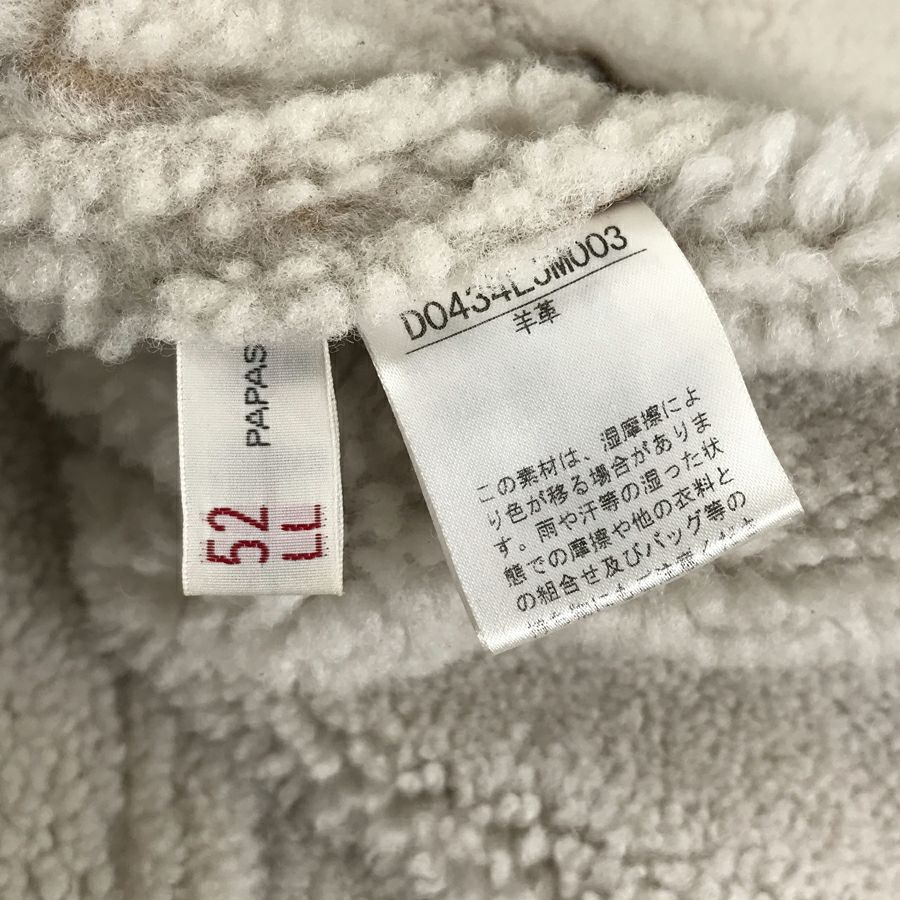 PAPAS
52
LL
D0434LJM003
羊革
この素材は、湿摩擦によ
り色が移る場合がありま
す。雨や汗等の湿った状
態での摩擦や他の衣料と
の組合せ及びバッグ等の